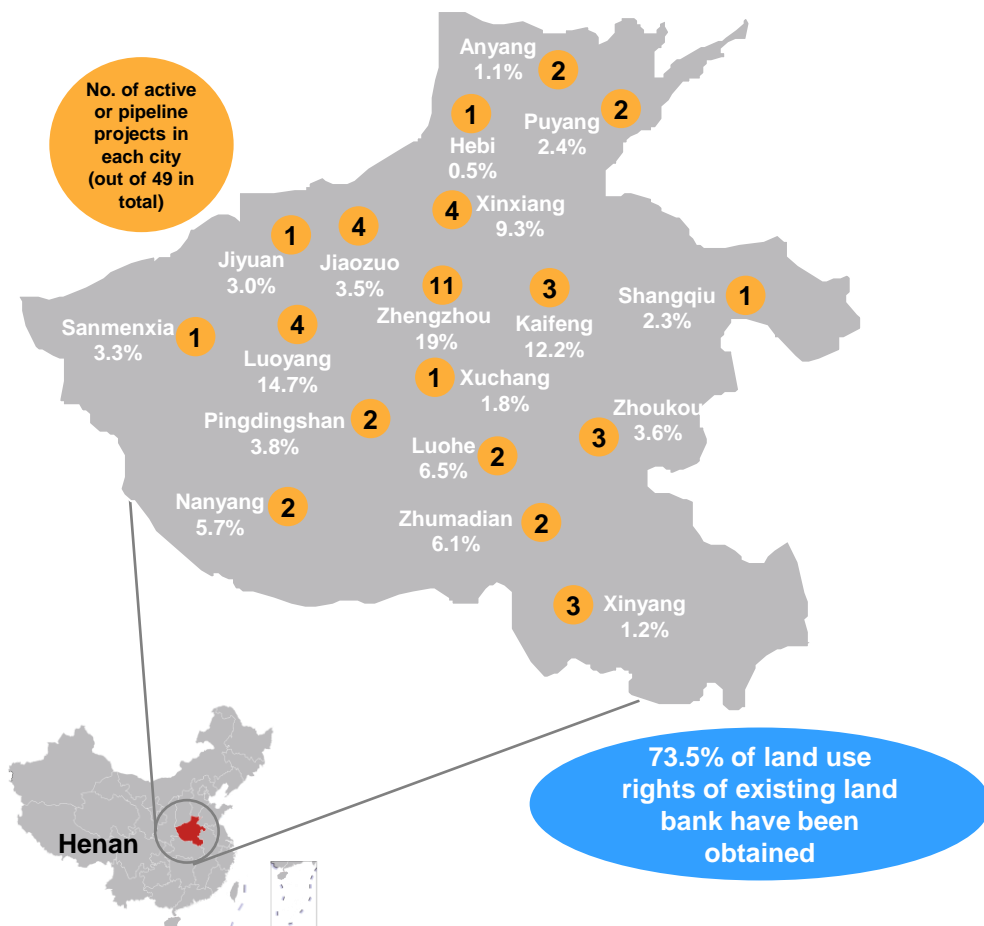 No. of active
or pipeline
projects in
each city
(out of 49 in
total)
Anyang
1.1%
2
Puyang
2.4%
2
1
Hebi
0.5%
4
Xinxiang
9.3%
1
Jiyuan
3.0%
4
Jiaozuo
3.5%
11
Zhengzhou
19%
3
Kaifeng
12.2%
Shangqiu
2.3%
1
Sanmenxia
3.3%
1
4
Luoyang
14.7%
1
Xuchang
1.8%
Pingdingshan
3.8%
2
Luohe
6.5%
2
Zhoukou
3.6%
3
Nanyang
5.7%
2
Zhumadian
6.1%
2
3
Xinyang
1.2%
Henan
73.5% of land use
rights of existing land
bank have been
obtained